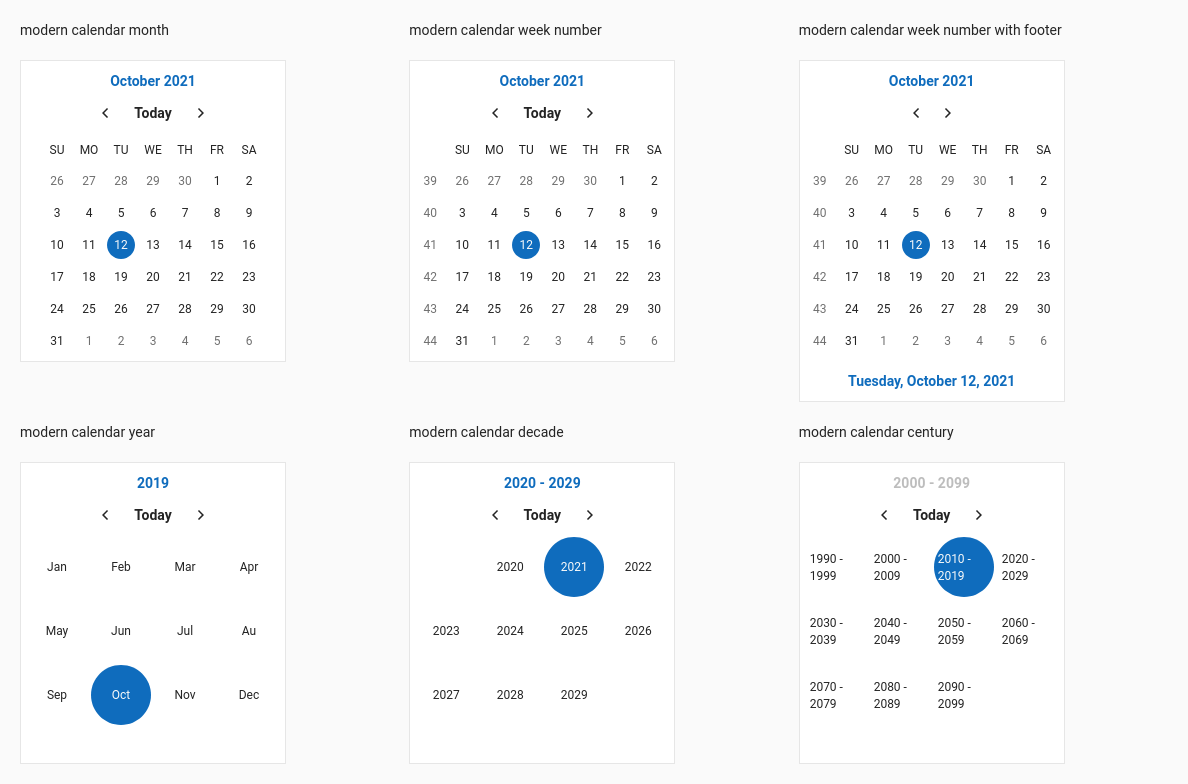 modern calendar month
October 2021
Today
SU MO TU WE TH FR SA
26 27 28 29 30 1 2
3 4 5 6 7 8 9
10 11 12 13 14 15 16
17 18 19 20 21 22 23
24 25 26 27 28 29 30
31 1 2 3 4 5 6
modern calendar week number
October 2021
Today
SU MO TU WE TH FR SA
39 26 27 28 29 30 1 2
40 3 4 5 6 7 8 9
41 10 11 12 13 14 15 16
42 17 18 19 20 21 22 23
43 24 25 26 27 28 29 30
44 31 1 2 3 4 5 6
modern calendar week number with footer
October 2021
SU MO TU WE TH FR SA
39 26 27 28 29 30 1 2
40 3 4 5 6 7 8 9
41 10 11 12 13 14 15 16
42 17 18 19 20 21 22 23
43 24 25 26 27 28 29 30
44 31 1 2 3 4 5 6
Tuesday, October 12, 2021
modern calendar year
2019
Today
Jan Feb Mar Apr
May Jun Jul Au
Sep Oct Nov Dec
modern calendar decade
2020 - 2029
Today
2020 2021 2022
2023 2024 2025 2026
2027 2028 2029
modern calendar century
2000 - 2099
Today
1990 - 2000 - 2010 - 2020 -
1999 2009 2019 2029
2030 - 2040 - 2050 - 2060 -
2039 2049 2059 2069
2070 - 2080 - 2090 -
2079 2089 2099